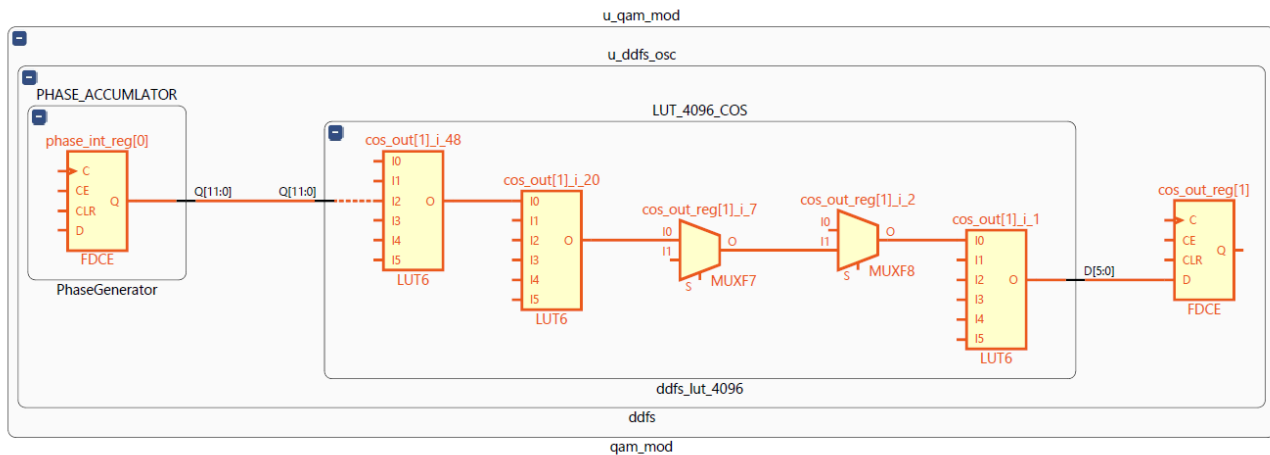 u_qam_mod
u_ddfs_osc
PHASE_ACCUMLATOR
phase_int_reg[0]
C
CE
CLR
D
Q
FDCE
PhaseGenerator
Q[11:0]
Q[11:0]
LUT_4096_COS
cos_out[1]_i_48
I0
I1
I2
I3
I4
I5
O
LUT6
cos_out[1]_i_20
I0
I1
I2
I3
I4
I5
O
LUT6
cos_out_reg[1]_i_7
I0
I1
O
S
MUXF7
cos_out_reg[1]_i_2
I0
I1
O
S
MUXF8
cos_out[1]_i_1
I0
I1
I2
I3
I4
I5
O
LUT6
D[5:0]
cos_out_reg[1]
C
CE
CLR
D
Q
FDCE
ddfs_lut_4096
ddfs
qam_mod